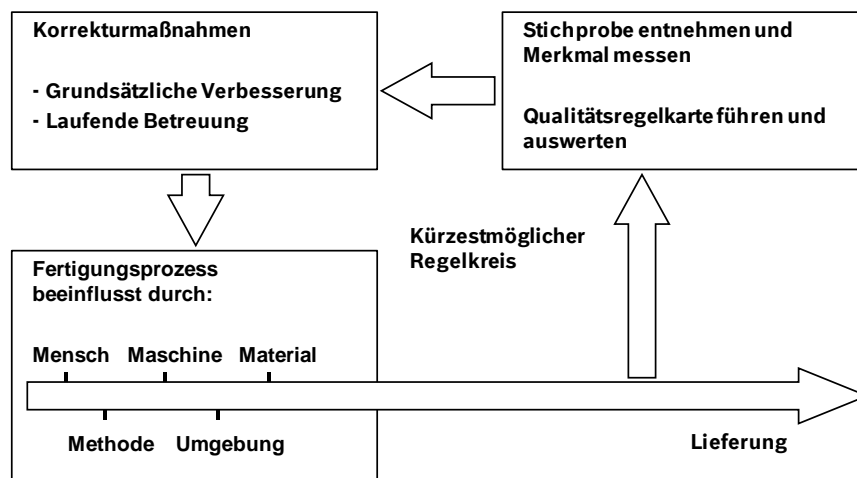 Korrekturmaßnahmen
- Grundsätzliche Verbesserung
- Laufende Betreuung
Stichprobe entnehmen und
Merkmal messen
Qualitätsregelkarte führen und
auswerten
Kürzestmöglicher
Regelkreis
Fertigungsprozess
beeinflusst durch:
Mensch Maschine Material
Methode Umgebung
Lieferung